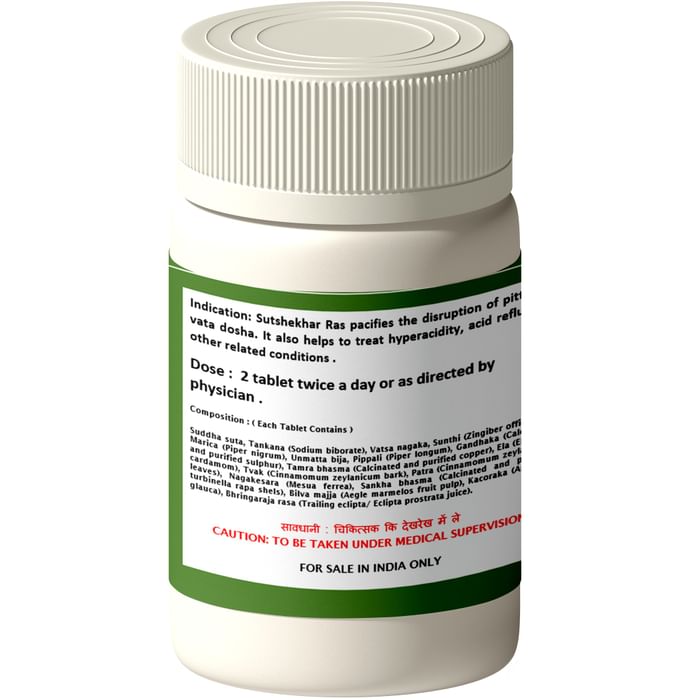 Indication: Sutshekhar Ras pacifies the disruption of pitt
vata dosha. It also helps to treat hyperacidity, acid reflu
other related conditions .
Dose : 2 tablet twice a day or as directed by
physician .
Composition : ( Each Tablet Contains )
Suddha suta, Tankana (Sodium biborate), Vatsa nagaka, Sunthi (Zingiber offi
Marica (Piper nigrum), Unmatta bija, Pippali (Piper longum), Gandhaka (Cal
and purified sulphur), Tamra bhasma (Calcinated and purified copper), Ela (E
cardamom), Tvak (Cinnamomum zeylanicum bark), Patra (Cinnamomum zeyl
leaves), Nagakesara (Mesua ferrea), Sankha bhasma (Calcinated and p
turbinella rapa shels), Bilva majja (Aegle marmelos fruit pulp), Kacoraka (A
glauca), Bhringaraja rasa (Trailing eclipta/ Eclipta prostrata juice).
सावधानी : चिकित्सक कि देखरेख में ले
CAUTION: TO BE TAKEN UNDER MEDICAL SUPERVISION
FOR SALE IN INDIA ONLY